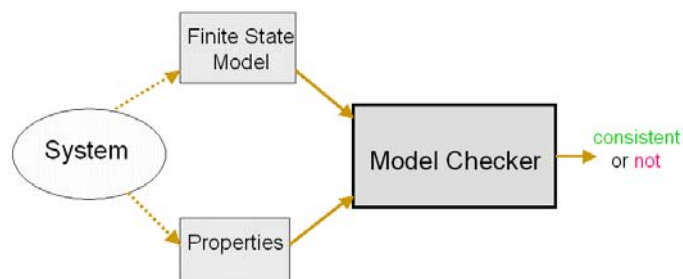 Finite State
Model
System
Model Checker
consistent
or not
Properties